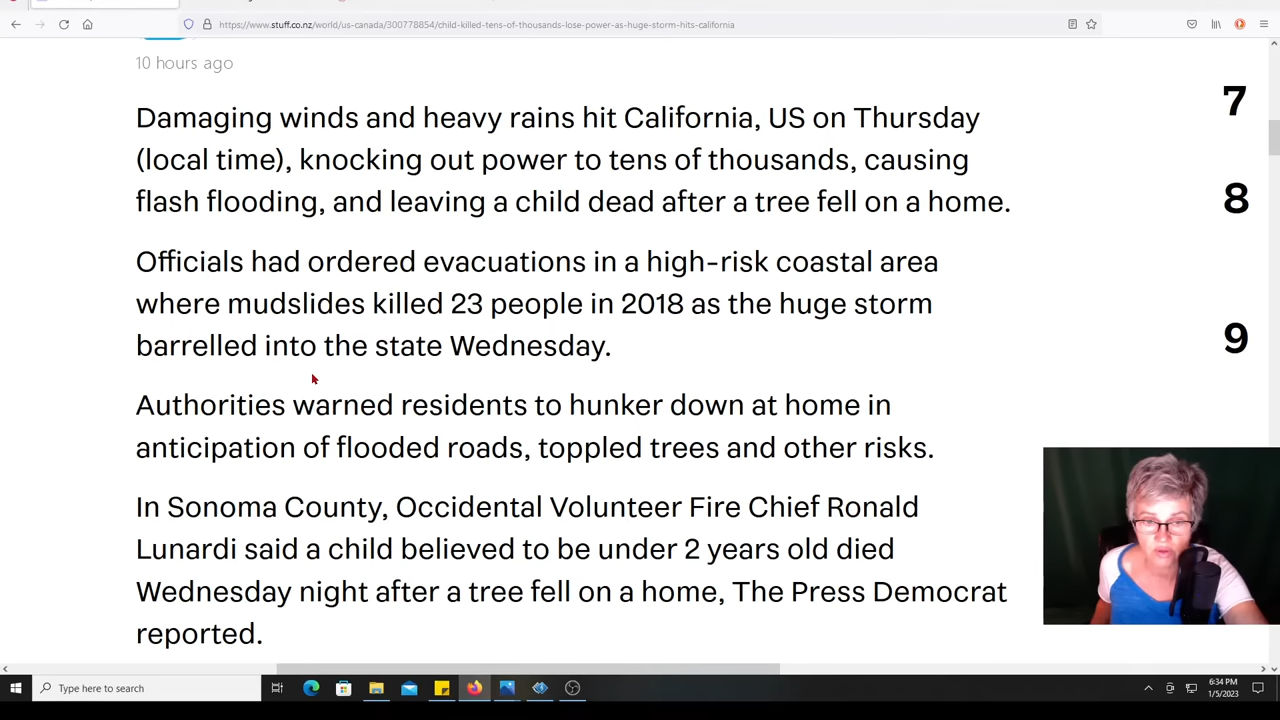 https://www.stuff.co.nz/world/us-canada/300778854/child-killed-tens-of-thousands-lose-power-as-huge-storm-hits-california
10 hours ago
Damaging winds and heavy rains hit California, US on Thursday
(local time), knocking out power to tens of thousands, causing
flash flooding, and leaving a child dead after a tree fell on a home.
Officials had ordered evacuations in a high-risk coastal area
where mudslides killed 23 people in 2018 as the huge storm
barrelled into the state Wednesday.
Authorities warned residents to hunker down at home in
anticipation of flooded roads, toppled trees and other risks.
In Sonoma County, Occidental Volunteer Fire Chief Ronald
Lunardi said a child believed to be under 2 years old died
Wednesday night after a tree fell on a home, The Press Democrat
reported.
7
8
9
Type here to search
6:34 PM
1/5/2023